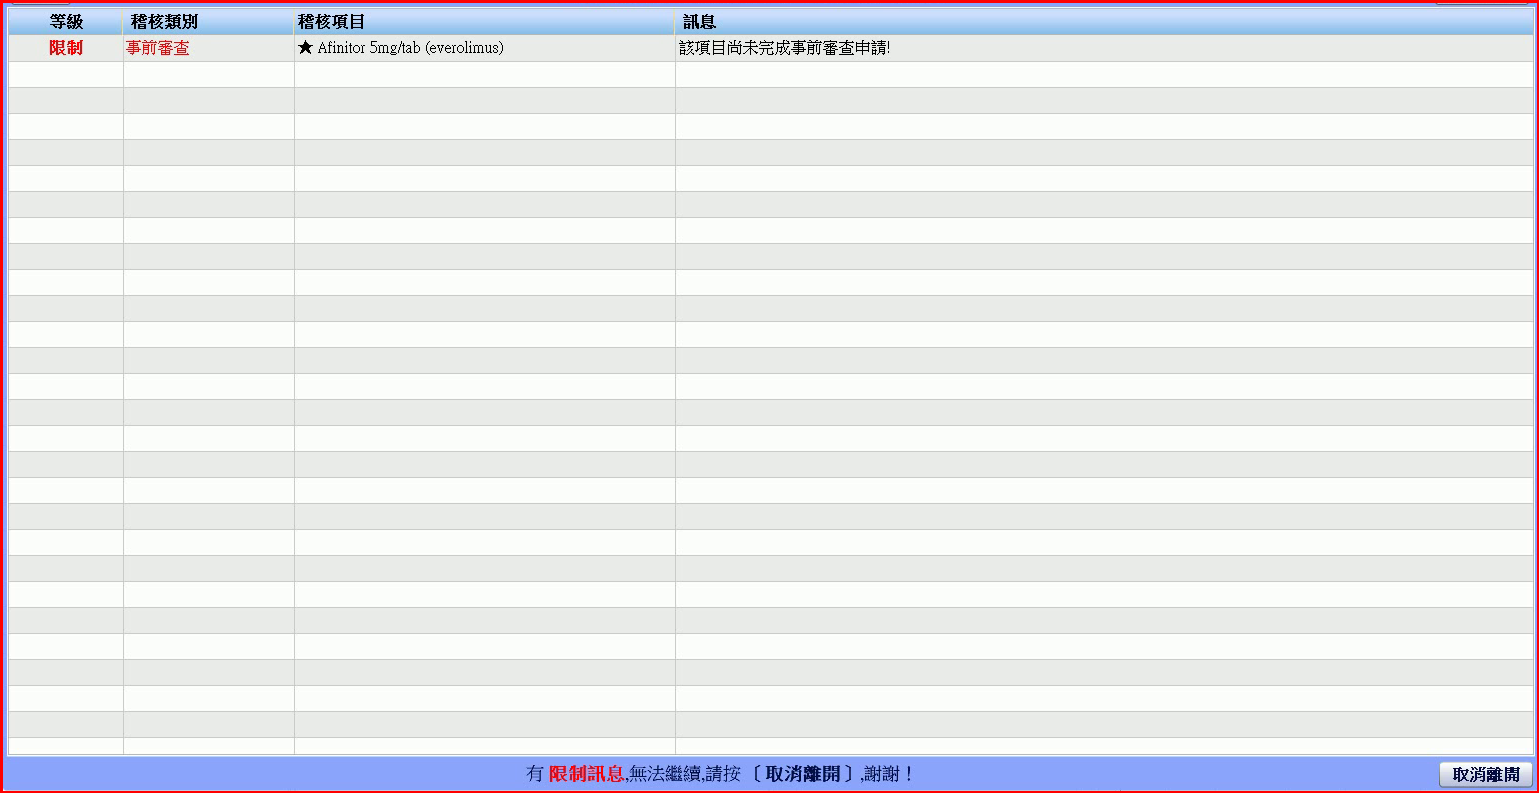 等級 稽核類別 稽核項目 訊息
限制 事前審查 ★ Afinitor 5mg/tab (everolimus) 該項目尚未完成事前審查申請!
有 限制訊息,無法繼續,請按 〔取消離開〕,謝謝！
取消離開